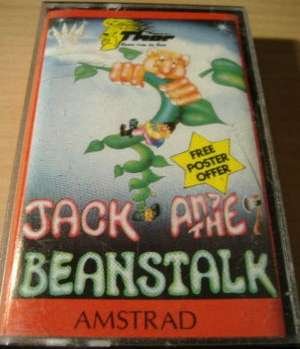 Thor
FREE
POSTER
OFFER
JACK AND
THE
BEANSTALK
AMSTRAD